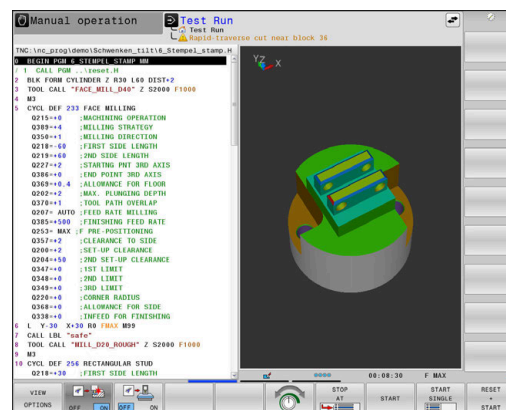 Manual operation
Test Run
Test Run
Rapid-traverse cut near block 36
TNC:\nc_prog\demo\Schwenken_tilt\6_Stempel_stamp.H
0 BEGIN PGM 6_STEMPEL_STAMP MM
/ 1 CALL PGM ..\reset.H
2 BLK FORM CYLINDER Z R30 L60 DIST+2
3 TOOL CALL "FACE_MILL_D40" Z S2000 F1000
4 M3
5 CYCL DEF 233 FACE MILLING
Q215=+0 ;MACHINING OPERATION
Q389=+4 ;MILLING STRATEGY
Q350=+1 ;MILLING DIRECTION
Q218=-60 ;FIRST SIDE LENGTH
Q219=+60 ;2ND SIDE LENGTH
Q227=+2 ;STARTNG PNT 3RD AXIS
Q386=+0 ;END POINT 3RD AXIS
Q369=+0.4 ;ALLOWANCE FOR FLOOR
Q202=+2 ;MAX. PLUNGING DEPTH
Q370=+1 ;TOOL PATH OVERLAP
Q207= AUTO ;FEED RATE MILLING
Q385=+500 ;FINISHING FEED RATE
Q253= MAX ;F PRE-POSITIONING
Q357=+2 ;CLEARANCE TO SIDE
Q200=+2 ;SET-UP CLEARANCE
Q204=+50 ;2ND SET-UP CLEARANCE
Q347=+0 ;1ST LIMIT
Q348=+0 ;2ND LIMIT
Q349=+0 ;3RD LIMIT
Q220=+0 ;CORNER RADIUS
Q368=+0 ;ALLOWANCE FOR SIDE
Q338=+0 ;INFEED FOR FINISHING
6 L Y-30 X+30 R0 FMAX M99
7 CALL LBL "safe"
8 TOOL CALL "MILL_D20_ROUGH" Z S2000 F1000
9 M3
10 CYCL DEF 256 RECTANGULAR STUD
Q218=+30 ;FIRST SIDE LENGTH
YZ X
00:08:30 F MAX
VIEW
OPTIONS
OFF ON
OFF ON
STOP
AT
START
START
SINGLE
RESET
+
START